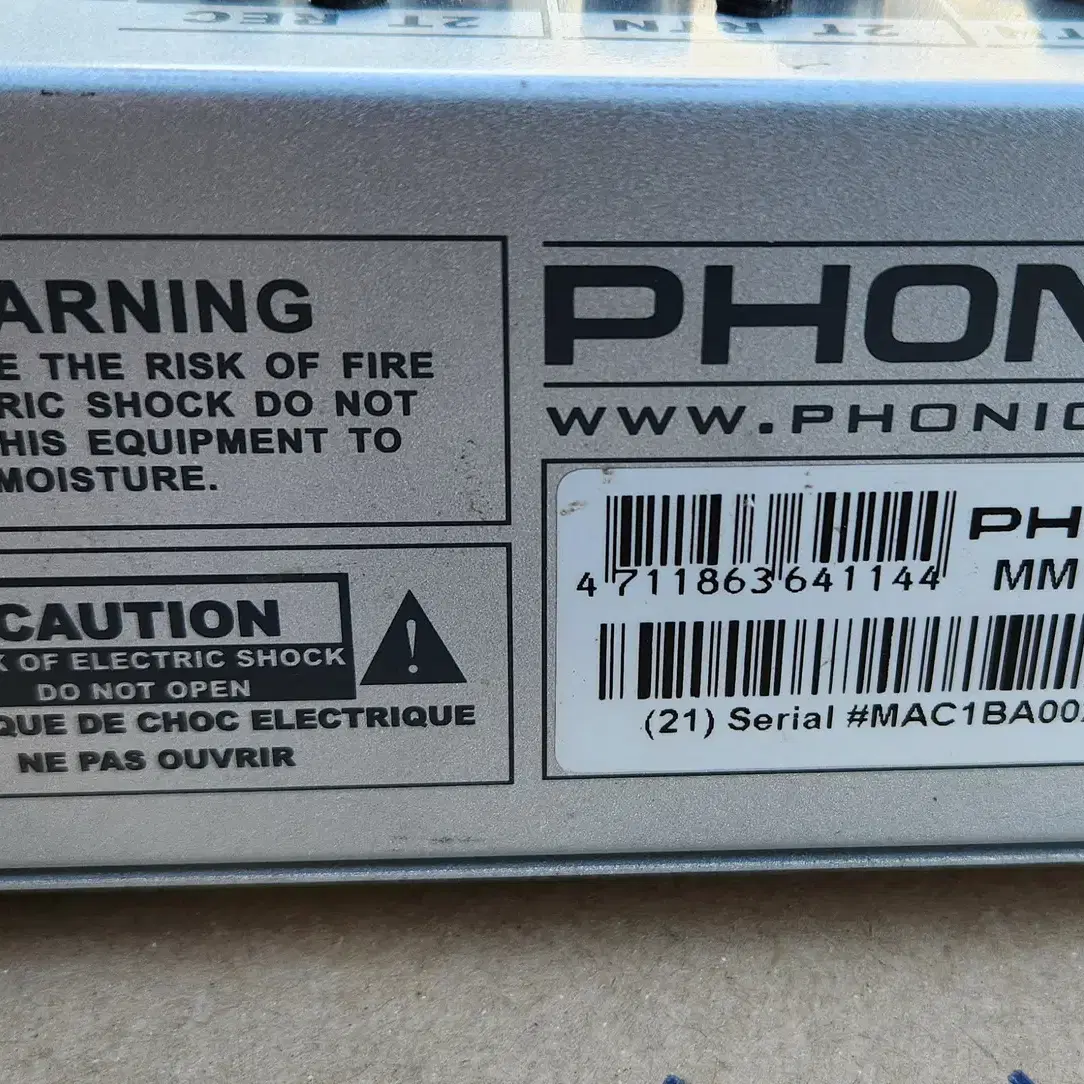 2T REC
2T RTN
2T R
ARNING
E THE RISK OF FIRE
RIC SHOCK DO NOT
HIS EQUIPMENT TO
MOISTURE.
CAUTION
K OF ELECTRIC SHOCK
DO NOT OPEN
QUE DE CHOC ELECTRIQUE
NE PAS OUVRIR
PHON
WWW.PHONIC
4 711863 641144
PH
MM
(21) Serial #MAC1BA00